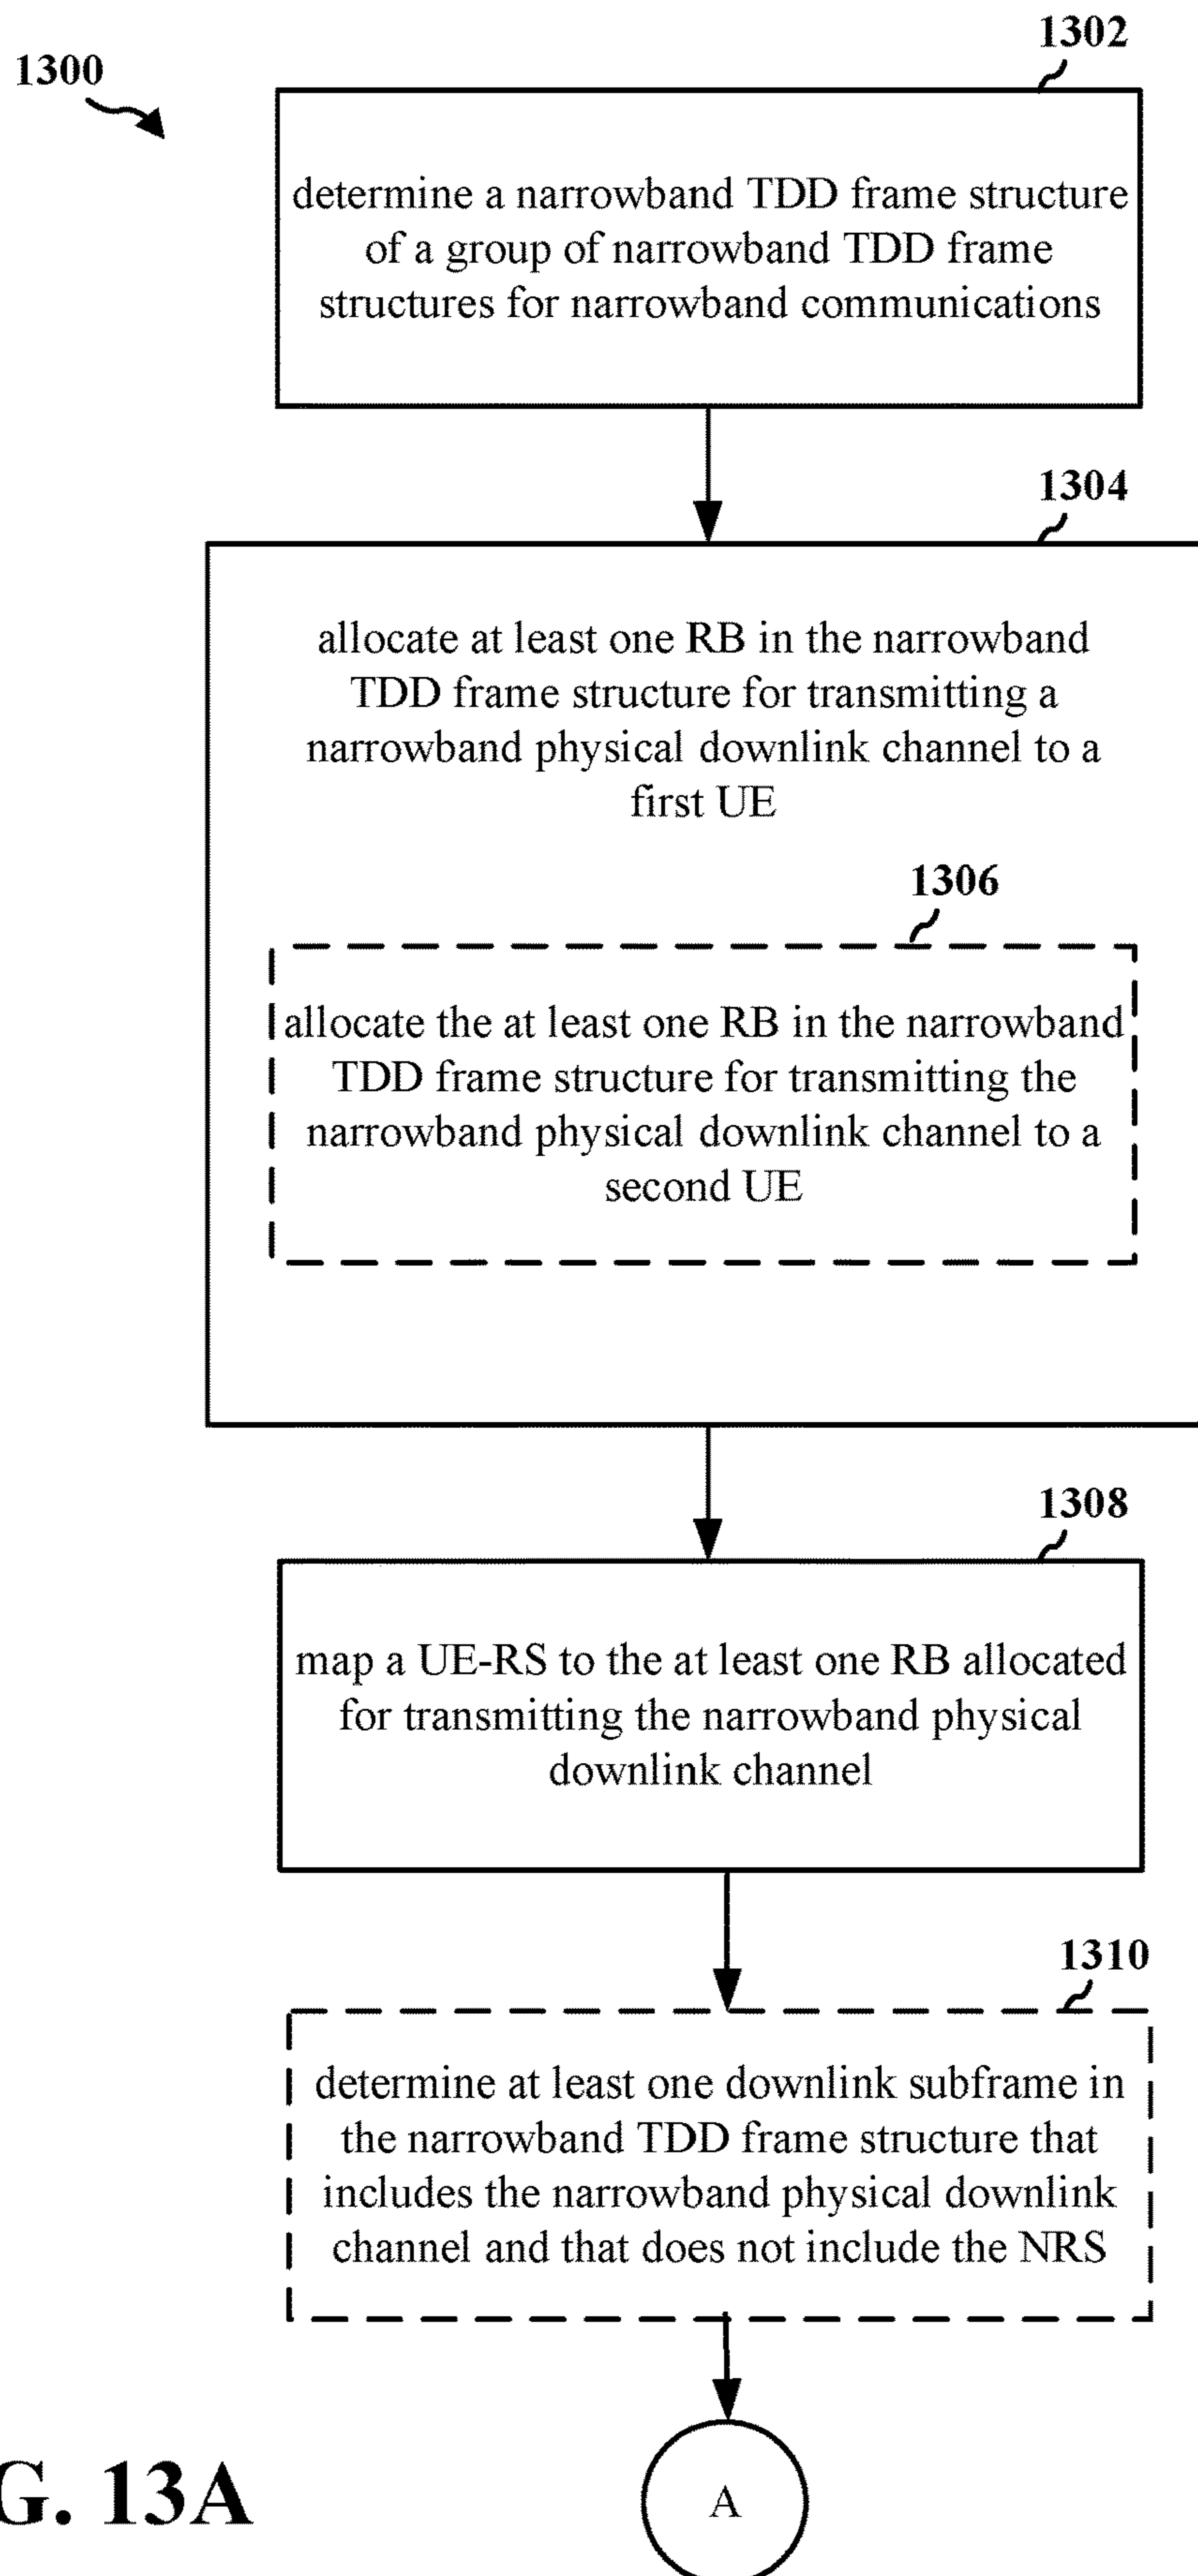 1300
1302
determine a narrowband TDD frame structure
of a group of narrowband TDD frame
structures for narrowband communications
1304
allocate at least one RB in the narrowband
TDD frame structure for transmitting a
narrowband physical downlink channel to a
first UE
1306
allocate the at least one RB in the narrowband
TDD frame structure for transmitting the
narrowband physical downlink channel to a
second UE
1308
map a UE-RS to the at least one RB allocated
for transmitting the narrowband physical
downlink channel
1310
determine at least one downlink subframe in
the narrowband TDD frame structure that
includes the narrowband physical downlink
channel and that does not include the NRS
A
G. 13A